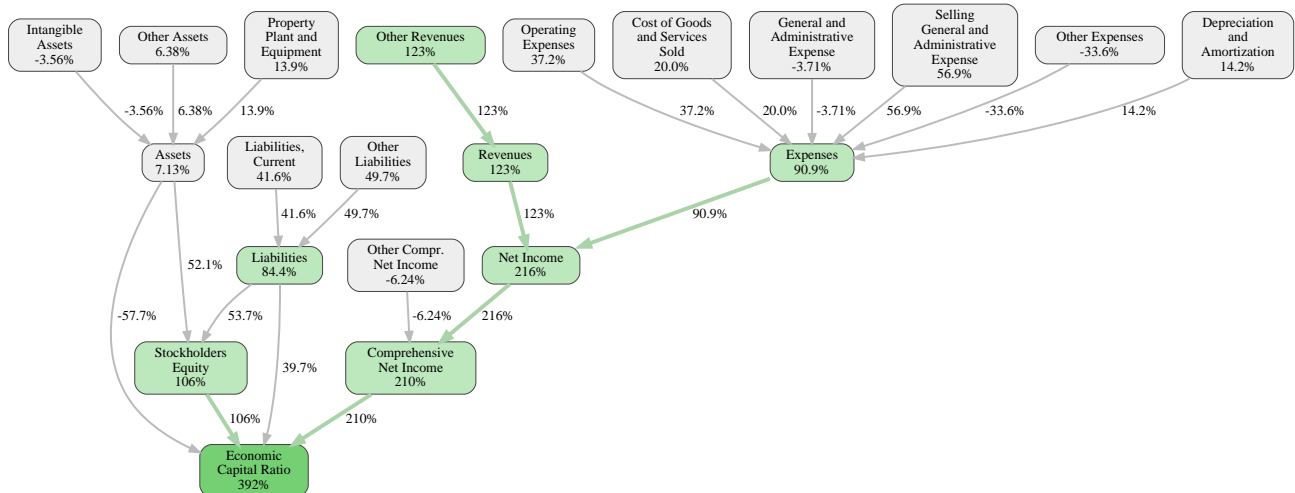 Intangible
Assets
-3.56%
Other Assets
6.38%
Property
Plant and
Equipment
13.9%
Other Revenues
123%
Operating
Expenses
37.2%
Cost of Goods
and Services
Sold
20.0%
General and
Administrative
Expense
-3.71%
Selling
General and
Administrative
Expense
56.9%
Other Expenses
-33.6%
Depreciation
and
Amortization
14.2%
-3.56%
6.38%
13.9%
123%
37.2%
20.0%
-3.71%
56.9%
-33.6%
14.2%
Assets
7.13%
Liabilities,
Current
41.6%
Other
Liabilities
49.7%
Revenues
123%
Expenses
90.9%
41.6%
49.7%
123%
90.9%
52.1%
Liabilities
84.4%
Other Compr.
Net Income
-6.24%
Net Income
216%
-57.7%
53.7%
-6.24%
216%
Stockholders
Equity
106%
39.7%
Comprehensive
Net Income
210%
106%
210%
Economic
Capital Ratio
392%